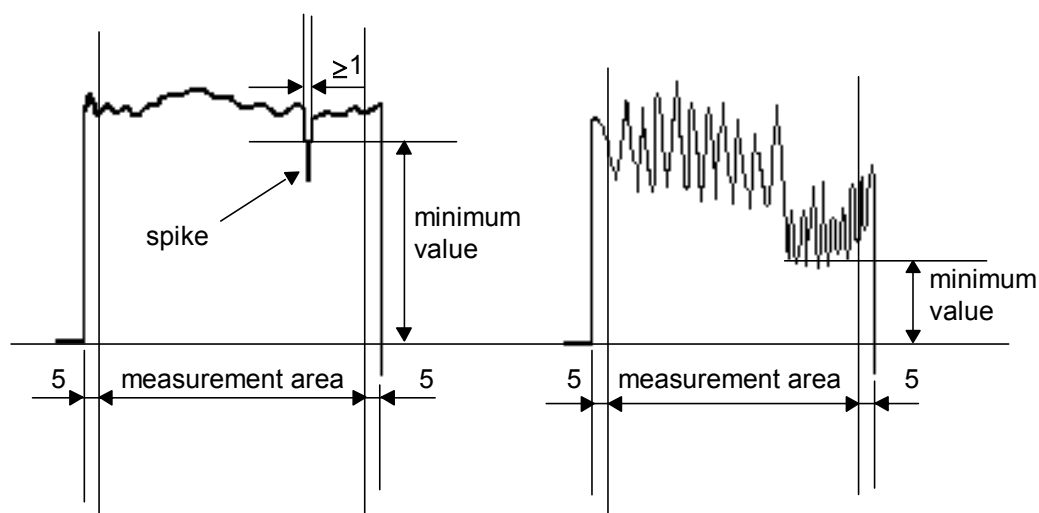 ≥1
spike
minimum
value
5 measurement area 5
minimum
value
5 measurement area 5